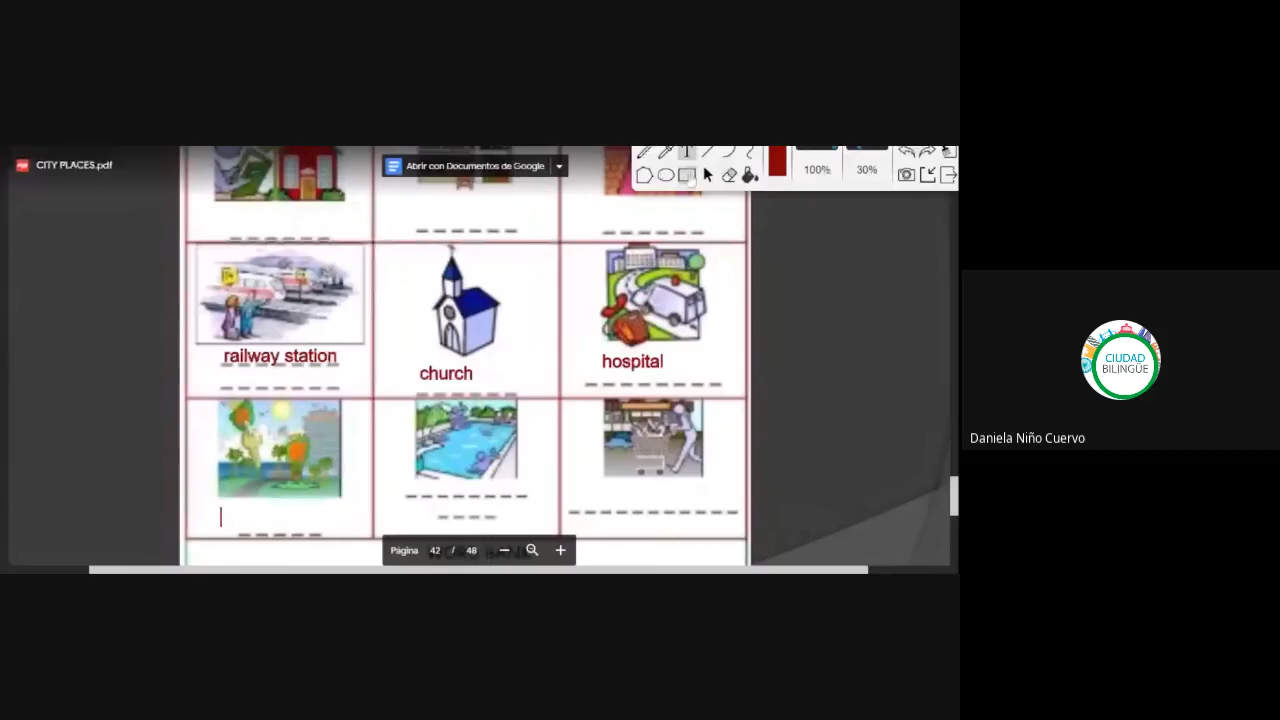 CITY PLACES.pdf
Abrir con Documentos de Google
100%
30%
railway station
church
hospital
CIUDAD
BILINGÜE
Daniela Niño Cuervo
Página 42 / 48